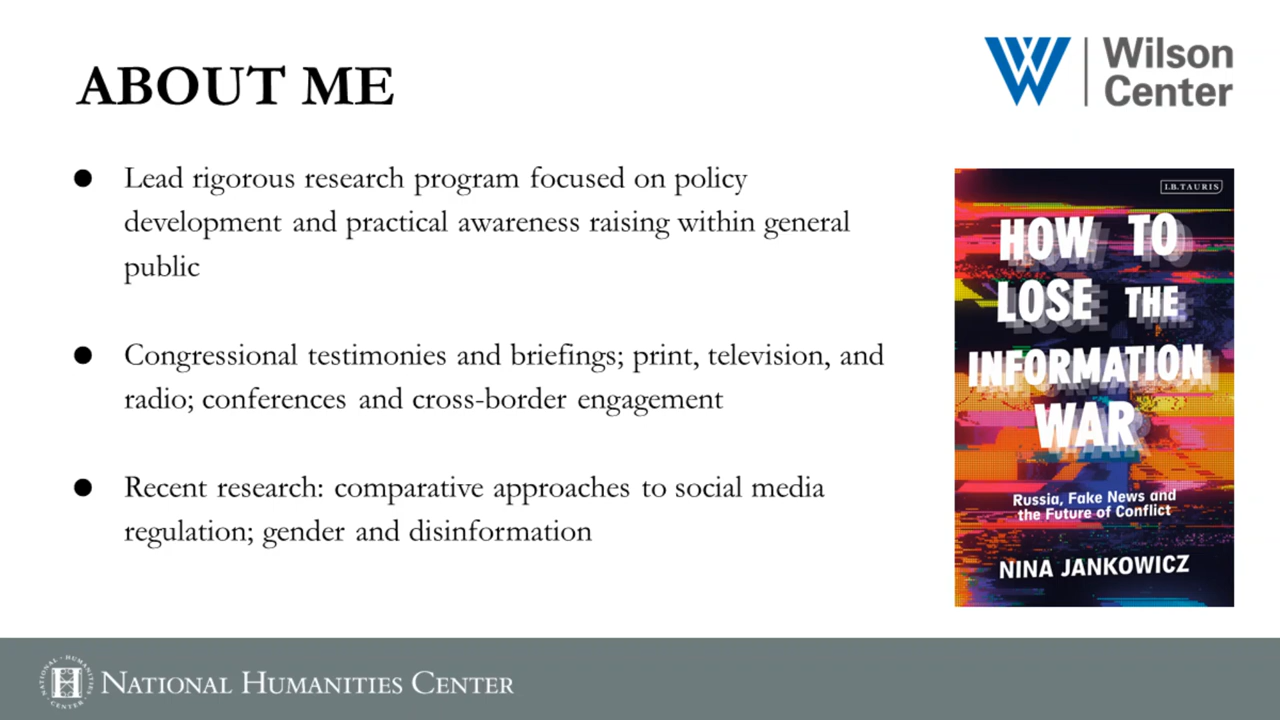 ABOUT ME
Wilson
Center
● Lead rigorous research program focused on policy
development and practical awareness raising within general
public
● Congressional testimonies and briefings; print, television, and
radio; conferences and cross-border engagement
● Recent research: comparative approaches to social media
regulation; gender and disinformation
I.B.TAURIS
HOW TO
LOSE THE
INFORMATION
WAR
Russia, Fake News and
the Future of Conflict
NINA JANKOWICZ
NATIONAL · HUMANITIES · CENTER
NATIONAL HUMANITIES CENTER